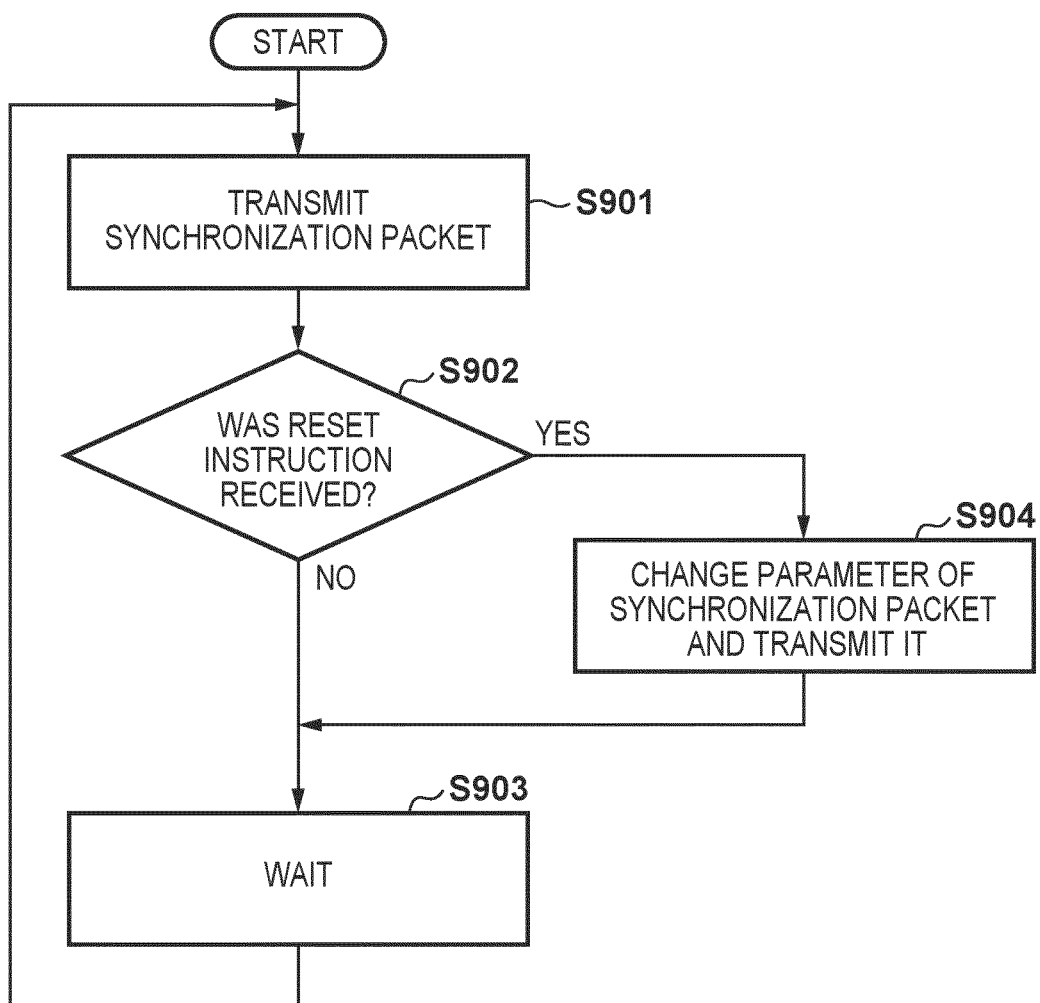 START
TRANSMIT
SYNCHRONIZATION PACKET
S901
S902
WAS RESET
INSTRUCTION
RECEIVED?
YES
NO
S904
CHANGE PARAMETER OF
SYNCHRONIZATION PACKET
AND TRANSMIT IT
S903
WAIT